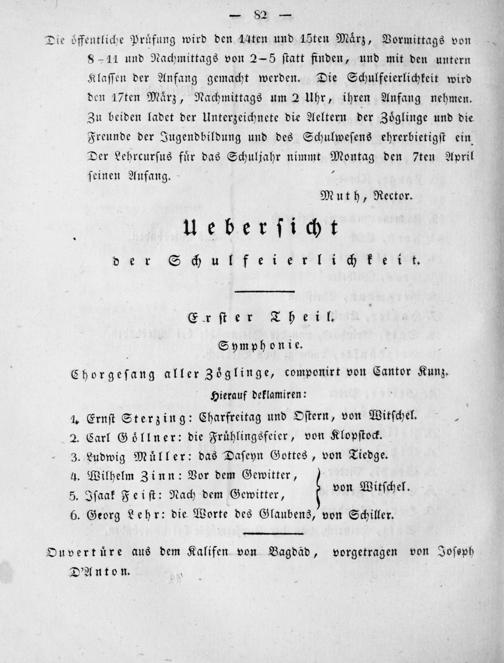 — 82 —
Die öffentliche Prüfung wird den 14ten und 15ten März, Vormittags von
8-11 und Nachmittags von 2-5 statt finden, und mit den untern
Klassen der Anfang gemacht werden. Die Schulfeierlichkeit wird
den 17ten März, Nachmittags um 2 Uhr, ihren Anfang nehmen.
Zu beiden ladet der Unterzeichnete die Aeltern der Zöglinge und die
Freunde der Jugendbildung und des Schulwesens ehrerbietigst ein
Der Lehrcursus für das Schuljahr nimmt Montag den 7ten April
seinen Anfang.
Muth, Rector.
Uebersicht
der Schulfeierlichkeit.
Erster Theil.
Symphonie.
Chorgesang aller Zöglinge, componirt von Cantor Kunz.
Hierauf deklamiren:
1. Ernst Sterzing: Charfreitag und Ostern, von Witschel.
2. Carl Göllner: die Frühlingsfeier, von Klopstock.
3. Ludwig Müller: das Daseyn Gottes, von Tiedge.
4. Wilhelm Zinn: Vor dem Gewitter,
5. Isaak Feist: Nach dem Gewitter,
von Witschel.
6. Georg Lehr: die Worte des Glaubens, von Schiller.
Ouvertüre aus dem Kalifen von Bagdad, vorgetragen von Joseph
D'Anton.